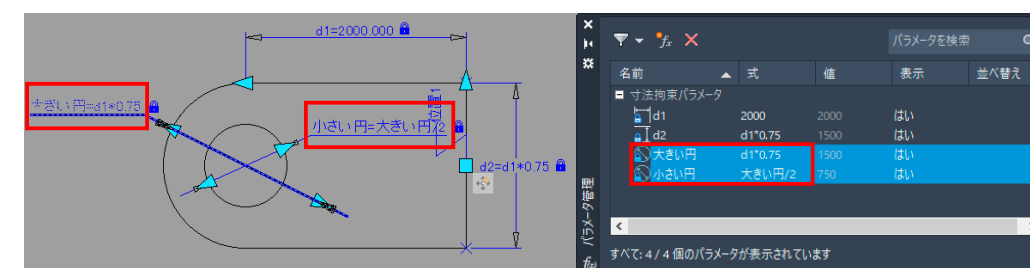 d1=2000.000
大きい円=d1*0.75
小さい円=大きい円/2
位置1
d2=d1*0.75
パラメータ管理
f(x)
fx
パラメータを検索
名前 式 値 表示 並べ替え
寸法拘束パラメータ
d1 2000 2000 はい
d2 d1*0.75 1500 はい
大きい円 d1*0.75 1500 はい
小さい円 大きい円/2 750 はい
すべて: 4 / 4 個のパラメータが表示されています